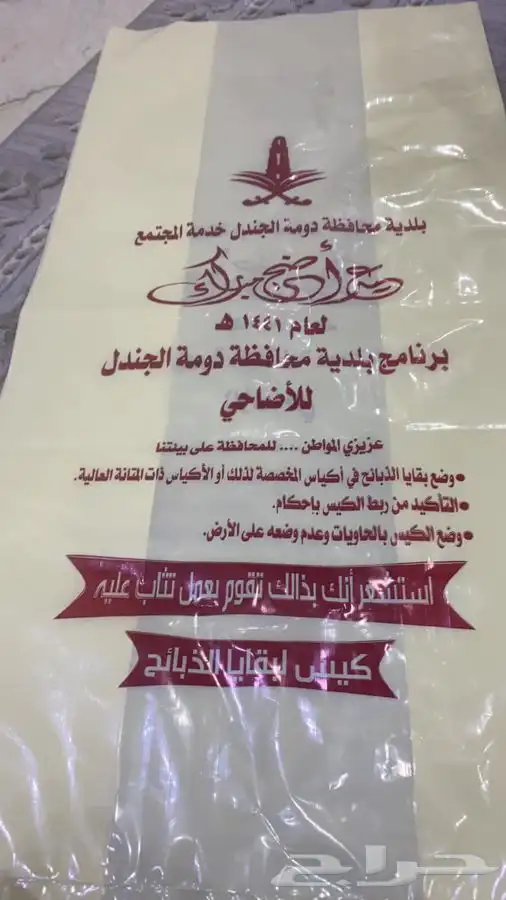 بلدية محافظة دومة الجندل خدمة المجتمع
أضحى مبارك
لعام ١٤٤١ هـ
برنامج بلدية محافظة دومة الجندل
للأضاحي
عزيزي المواطن .... للمحافظة على بيئتنا
•وضع بقايا الذبائح في أكياس المخصصة لذلك أو الأكياس ذات المتانة العالية.
•التأكيد من ربط الكيس بإحكام.
•وضع الكيس بالحاويات وعدم وضعه على الأرض.
استشعر أنك بذالك تقوم بعمل تثاب عليه
كيس لبقايا الذبائح
حراج